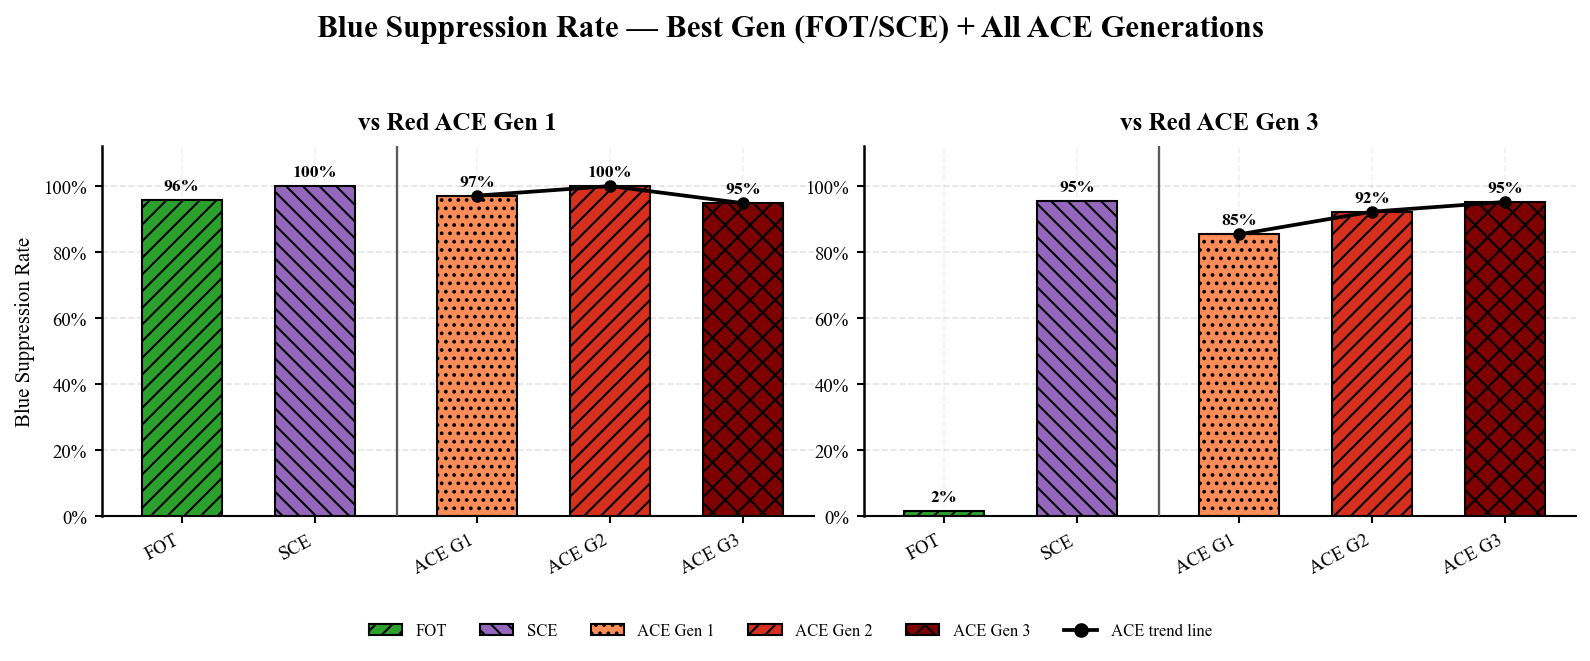 Blue Suppression Rate — Best Gen (FOT/SCE) + All ACE Generations
vs Red ACE Gen 1
Blue Suppression Rate
100%
80%
60%
40%
20%
0%
96%
100%
97%
100%
95%
FOT
SCE
ACE G1
ACE G2
ACE G3
vs Red ACE Gen 3
100%
80%
60%
40%
20%
0%
2%
95%
85%
92%
95%
FOT
SCE
ACE G1
ACE G2
ACE G3
FOT SCE ACE Gen 1 ACE Gen 2 ACE Gen 3 ACE trend line